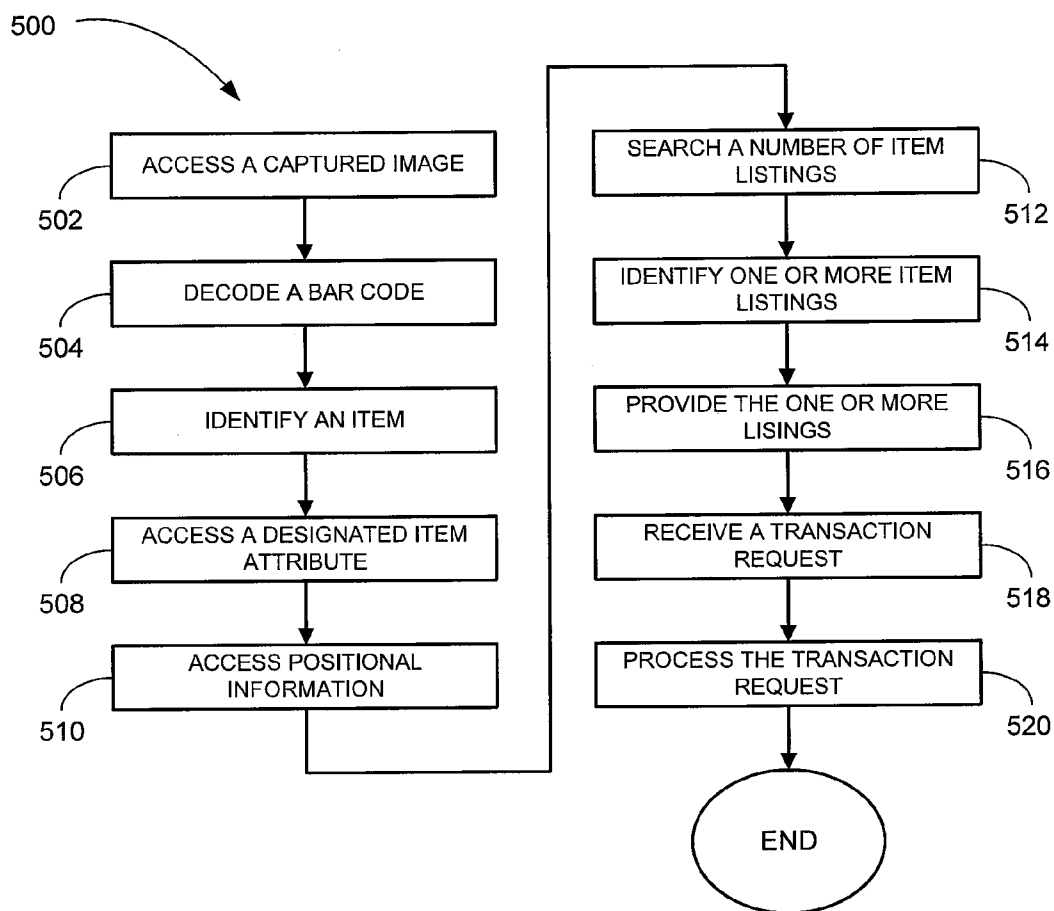 500
ACCESS A CAPTURED IMAGE
502
DECODE A BAR CODE
504
IDENTIFY AN ITEM
506
ACCESS A DESIGNATED ITEM
ATTRIBUTE
508
ACCESS POSITIONAL
INFORMATION
510
SEARCH A NUMBER OF ITEM
LISTINGS
512
IDENTIFY ONE OR MORE ITEM
LISTINGS
514
PROVIDE THE ONE OR MORE
LISINGS
516
RECEIVE A TRANSACTION
REQUEST
518
PROCESS THE TRANSACTION
REQUEST
520
END